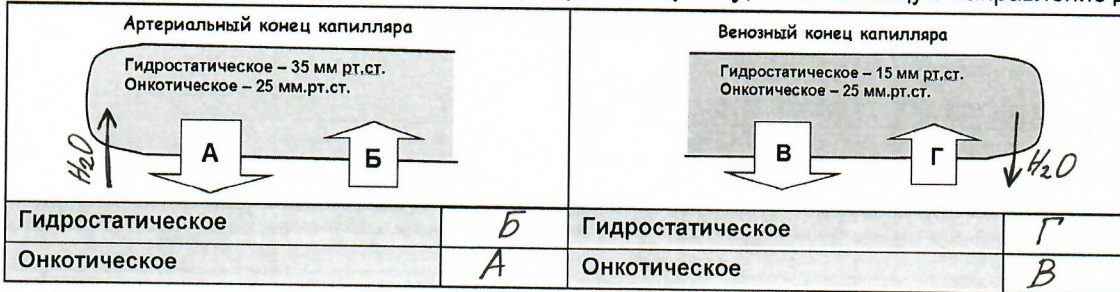 Артериальный конец капилляра
Гидростатическое – 35 мм рт.ст.
Онкотическое – 25 мм.рт.ст.
А
Б
H₂O
Венозный конец капилляра
Гидростатическое – 15 мм рт.ст.
Онкотическое – 25 мм.рт.ст.
В
Г
H₂O
Гидростатическое Б
Онкотическое А
Гидростатическое Г
Онкотическое В